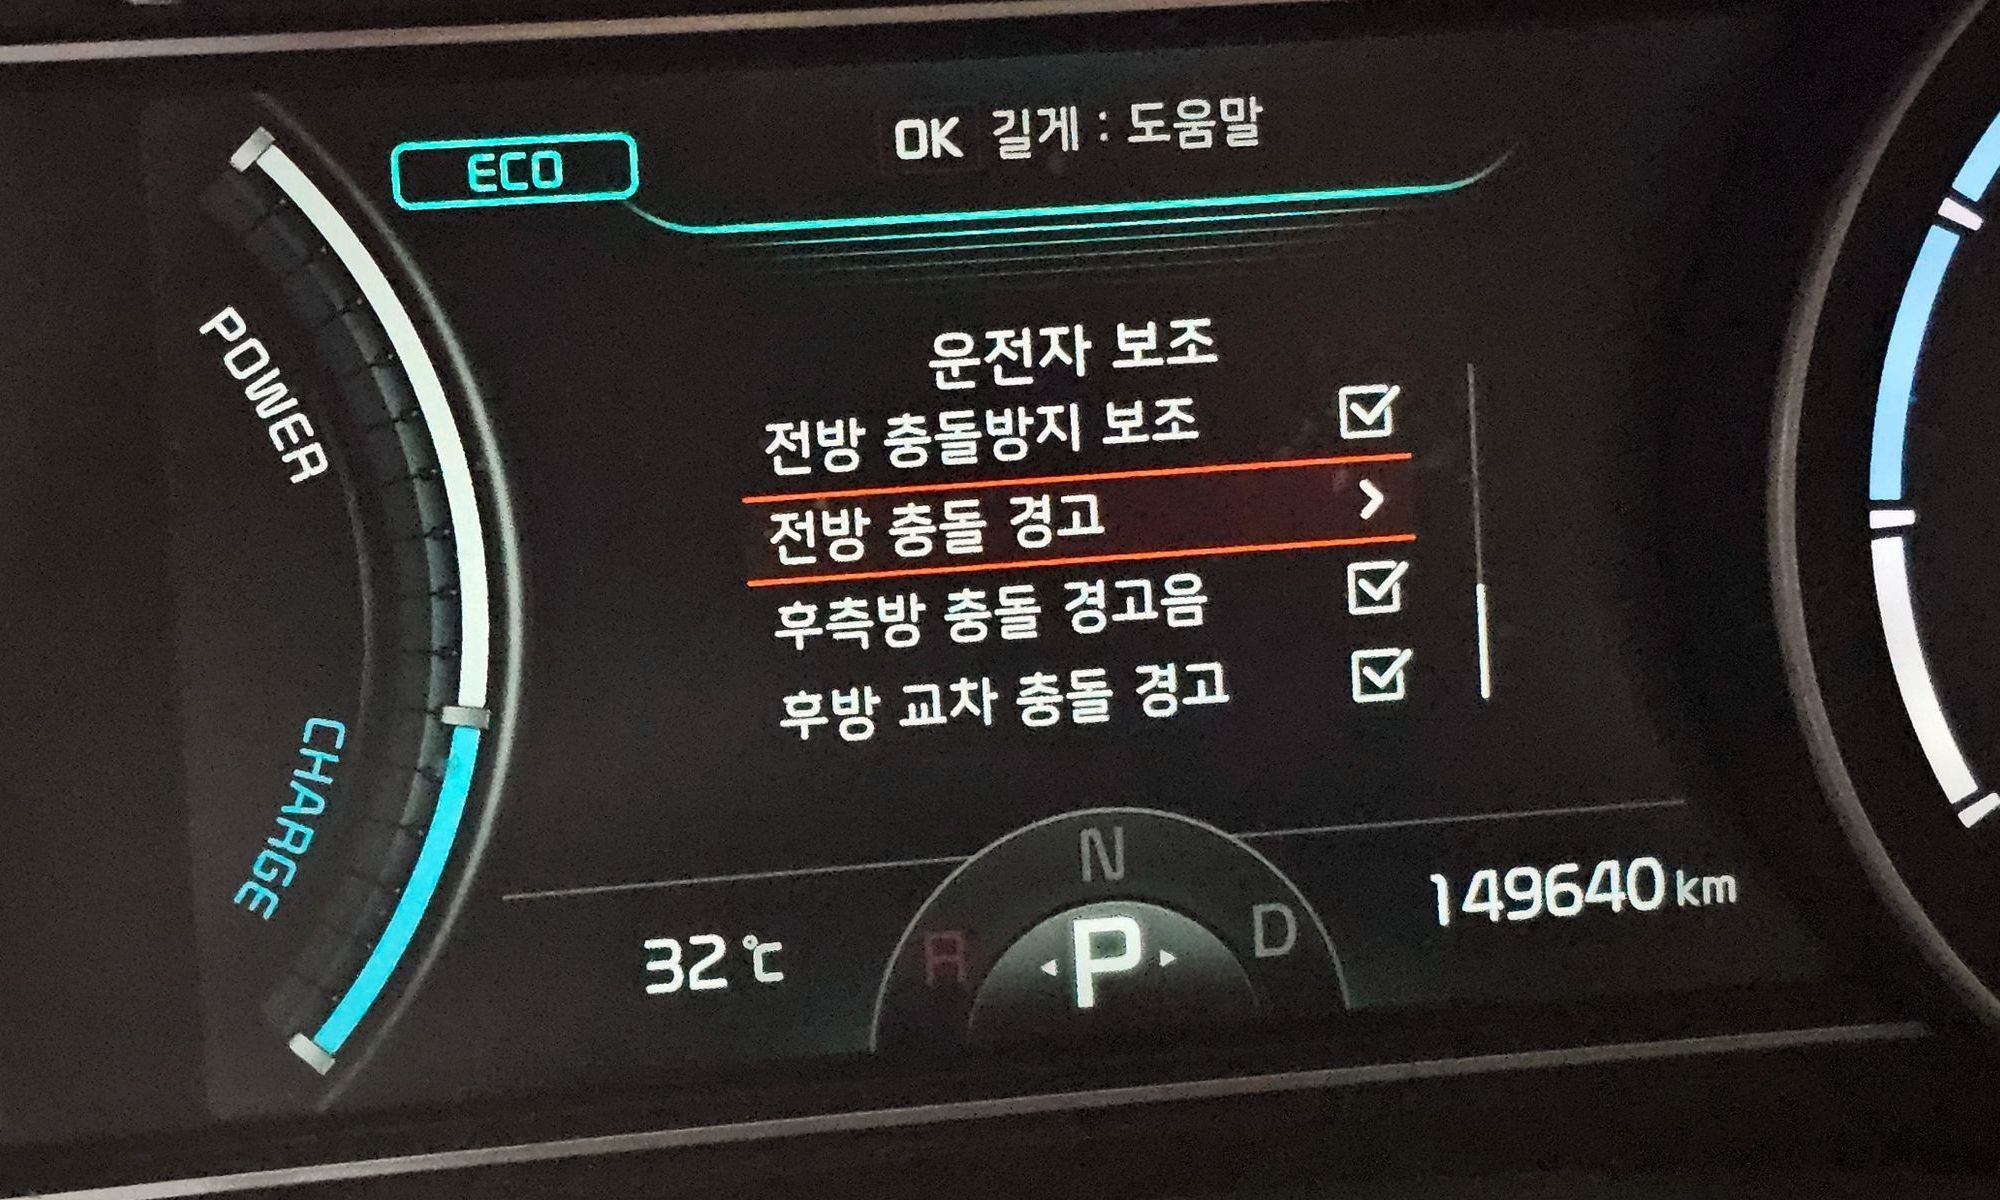 OK 길게 : 도움말
ECO
운전자 보조
전방 충돌방지 보조
전방 충돌 경고
후측방 충돌 경고음
후방 교차 충돌 경고
POWER
CHARGE
N
R
P
D
32 °C
149640 km